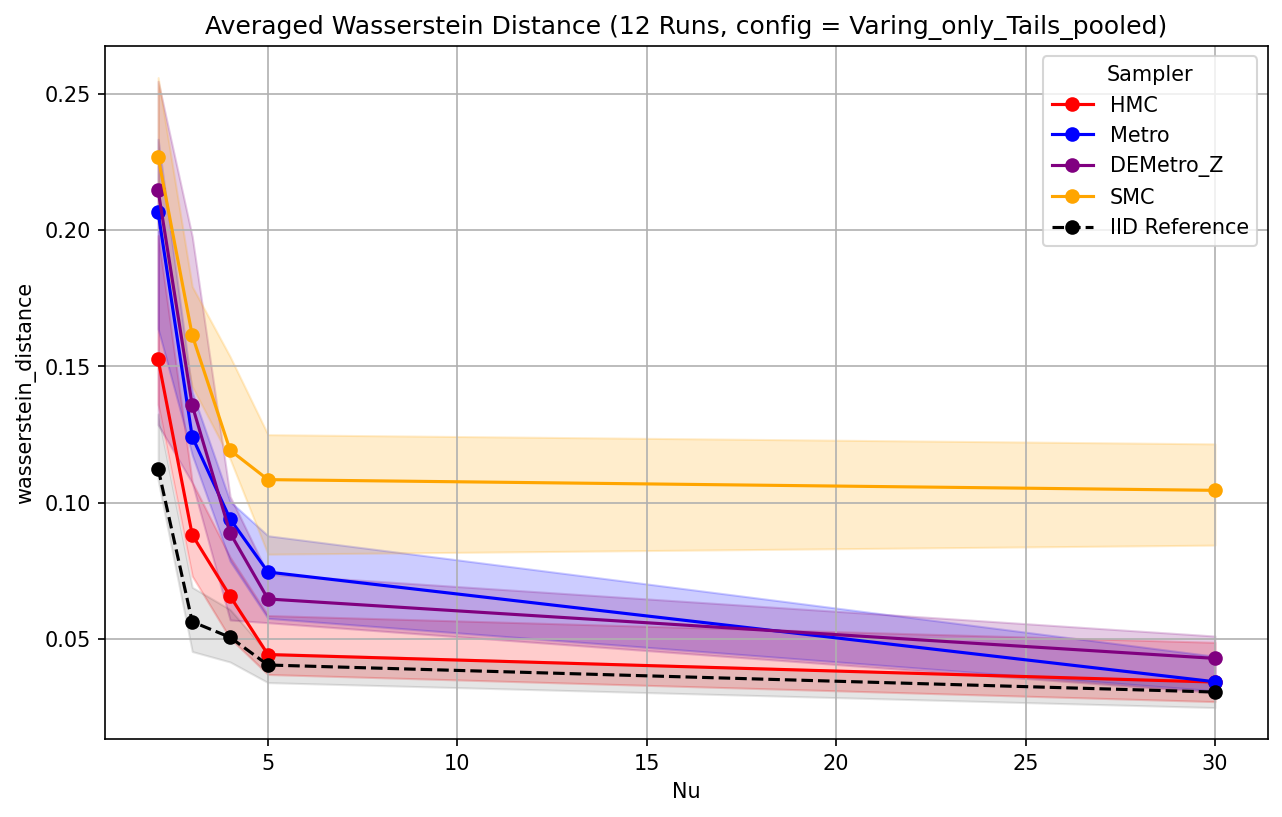 Averaged Wasserstein Distance (12 Runs, config = Varing_only_Tails_pooled)
wasserstein_distance
0.25
0.20
0.15
0.10
0.05
5
10
15
20
25
30
Nu
Sampler
HMC
Metro
DEMetro_Z
SMC
IID Reference